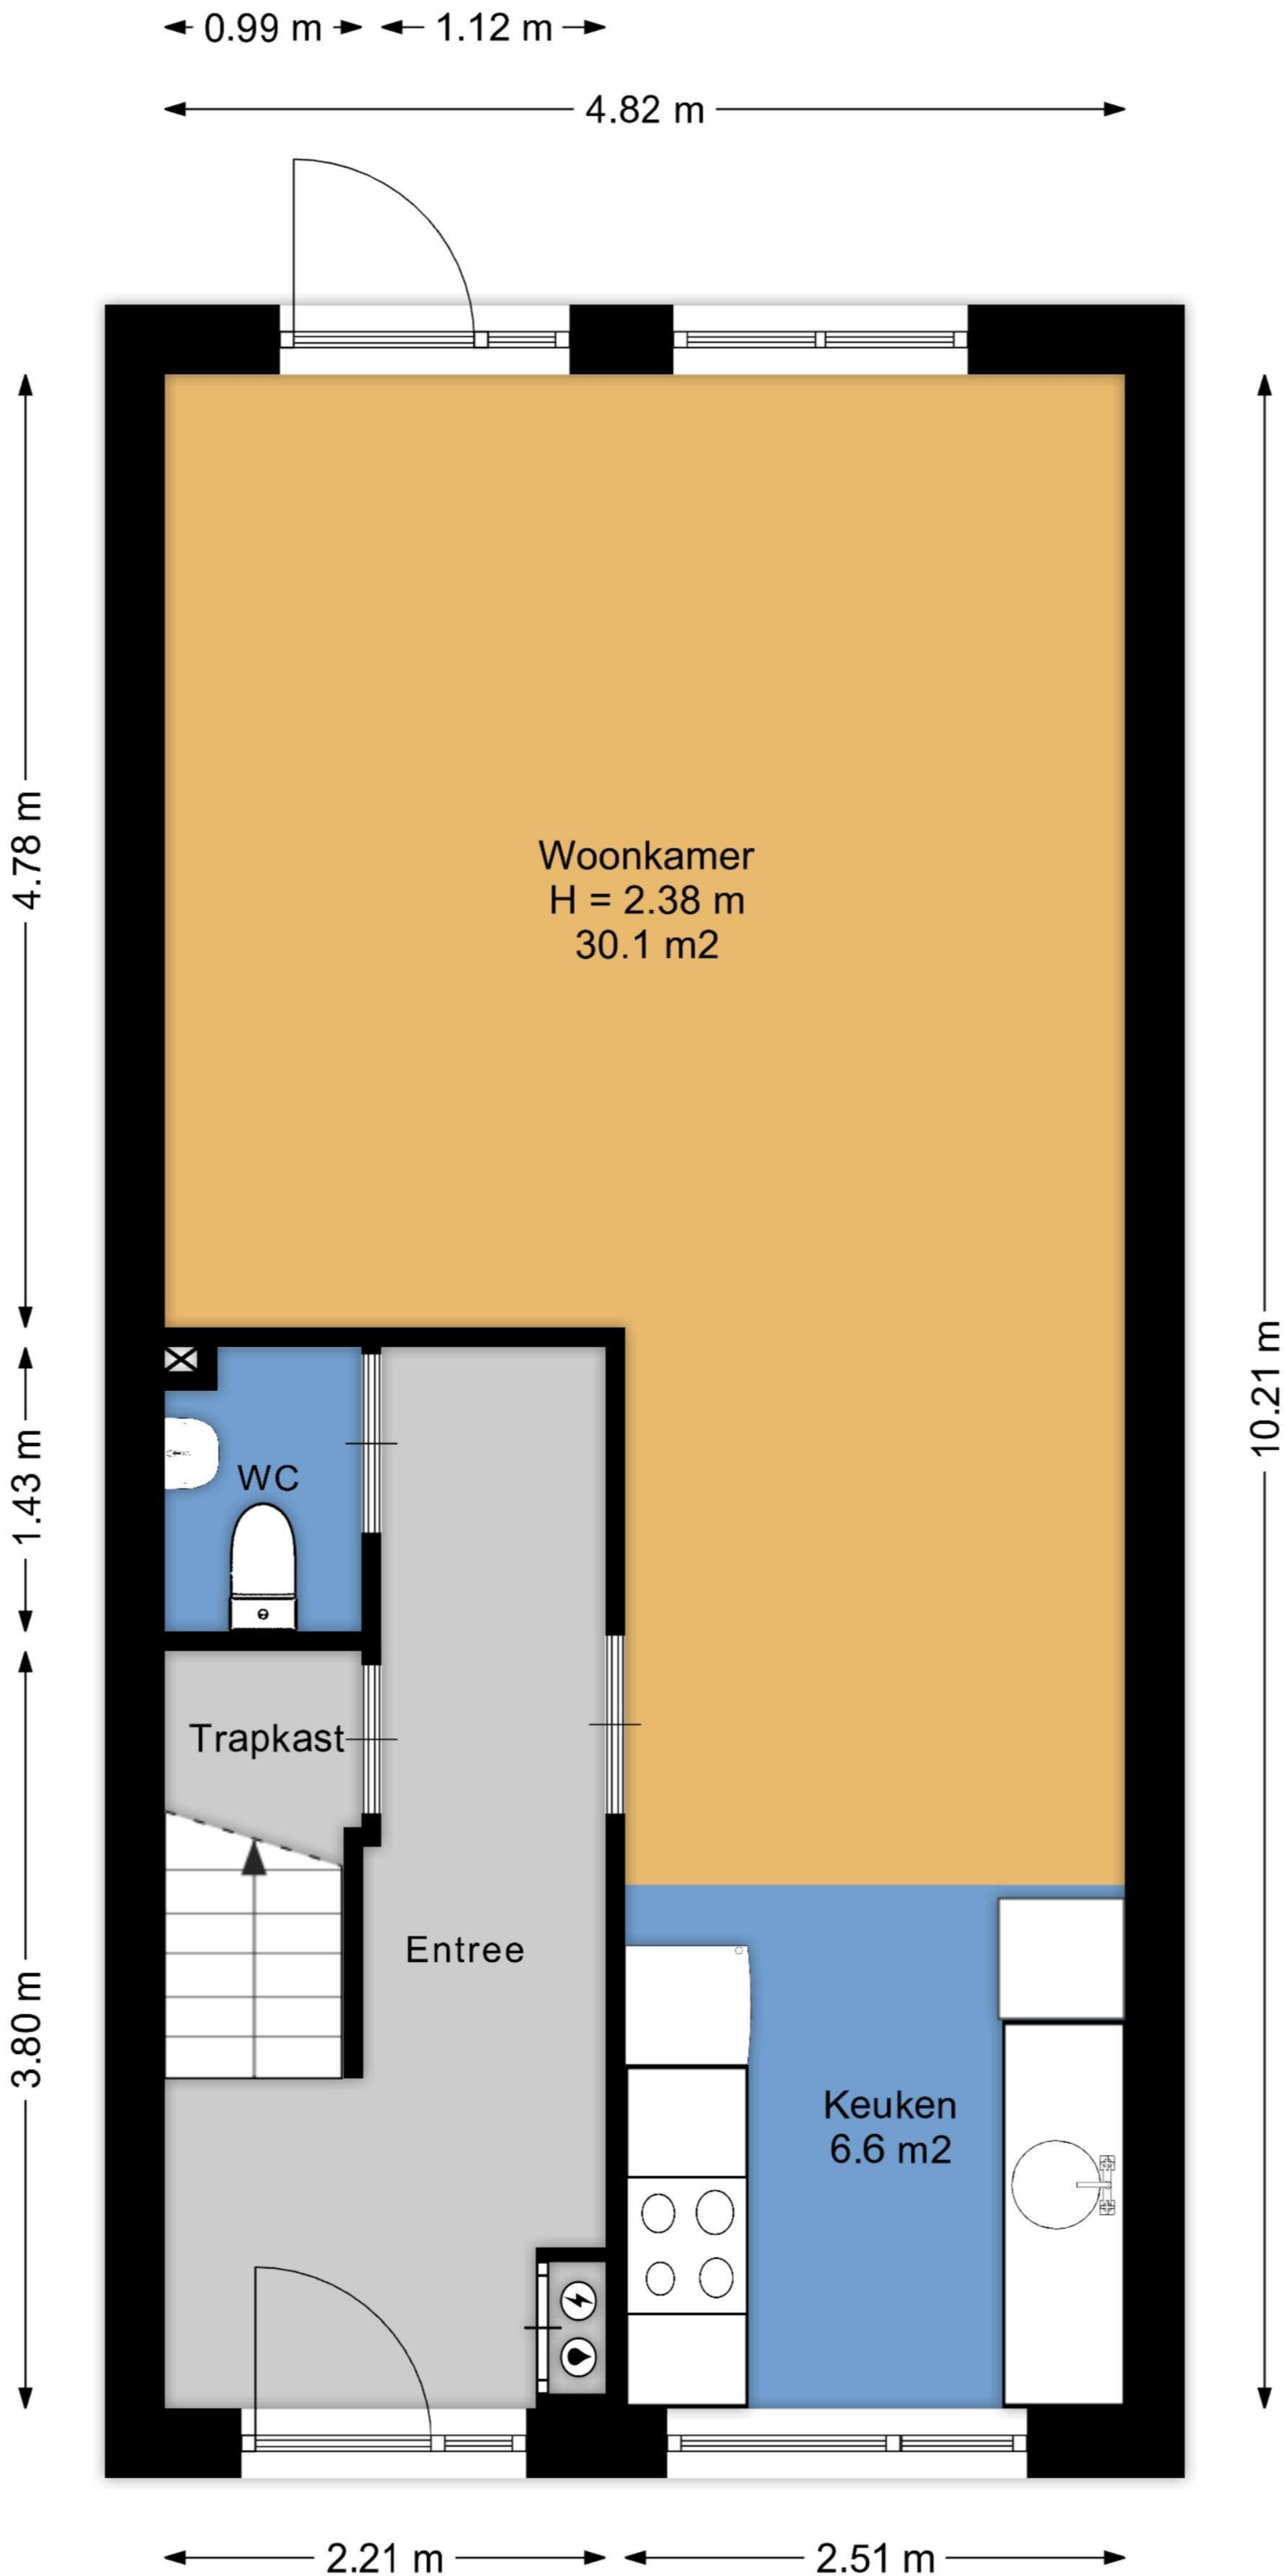 0.99 m
1.12 m
4.82 m
4.78 m
Woonkamer
H = 2.38 m
30.1 m2
10.21 m
1.43 m
WC
Trapkast
Entree
3.80 m
Keuken
6.6 m2
2.21 m
2.51 m